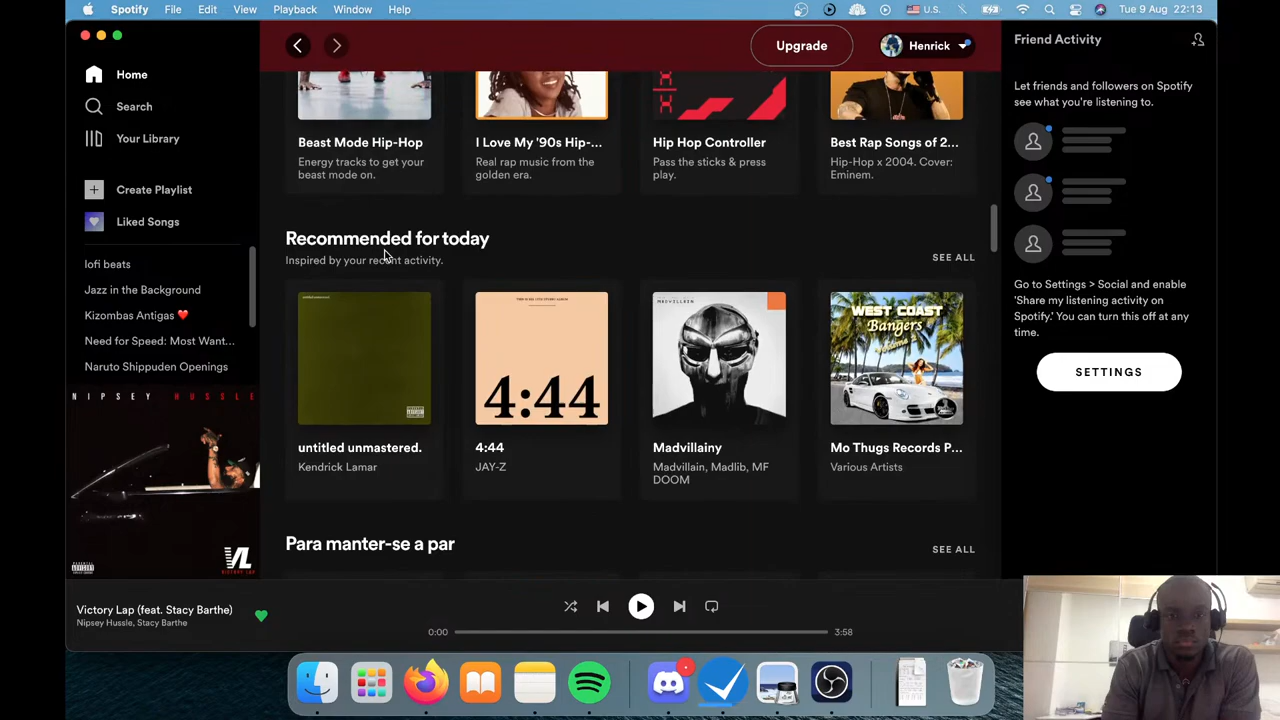 Spotify File Edit View Playback Window Help U.S. Tue 9 Aug 22:13
Home
Search
Your Library
Create Playlist
Liked Songs
lofi beats
Jazz in the Background
Kizombas Antigas ❤️
Need for Speed: Most Want...
Naruto Shippuden Openings
NIPSEY HUSSLE
VL
VICTORY LAP
Upgrade
Henrick
Beast Mode Hip-Hop
Energy tracks to get your
beast mode on.
I Love My '90s Hip-...
Real rap music from the
golden era.
Hip Hop Controller
Pass the sticks & press
play.
Best Rap Songs of 2...
Hip-Hop x 2004. Cover:
Eminem.
Recommended for today
Inspired by your recent activity.
SEE ALL
untitled unmastered.
Kendrick Lamar
4:44
4:44
JAY-Z
MADVILLAIN
Madvillainy
Madvillain, Madlib, MF
DOOM
WEST COAST
Bangers
Mo Thugs Records P...
Various Artists
Para manter-se a par
SEE ALL
Friend Activity
Let friends and followers on Spotify
see what you're listening to.
Go to Settings > Social and enable
'Share my listening activity on
Spotify.' You can turn this off at any
time.
SETTINGS
Victory Lap (feat. Stacy Barthe)
Nipsey Hussle, Stacy Barthe
0:00
3:58